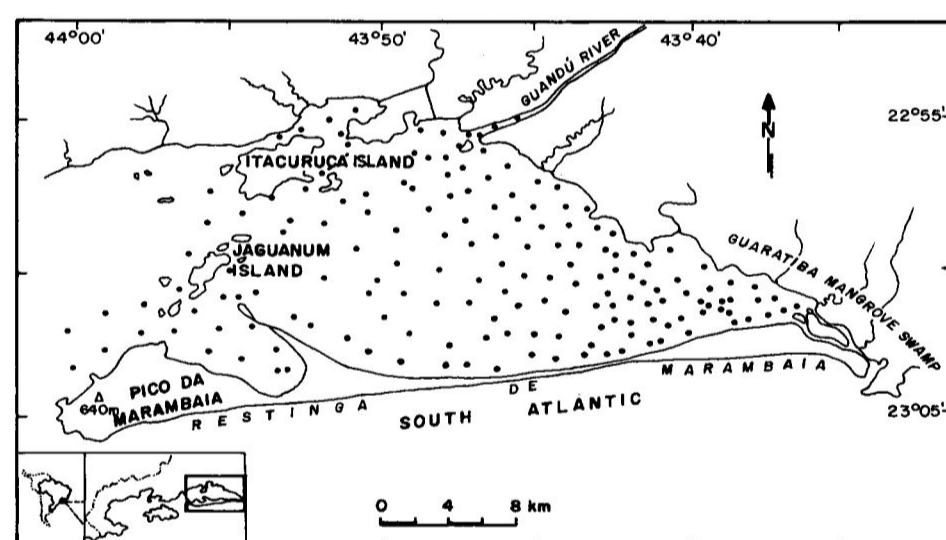 44°00'
43°50'
43°40'
GUANDÚ RIVER
22°55'
N
ITACURUÇA ISLAND
GUARATIBA MANGROVE SWAMP
JAGUANUM
ISLAND
PICO DA
MARAMBAIA
640m
RESTINGA DE MARAMBAIA
SOUTH ATLANTIC
23°05'
0 4 8 km